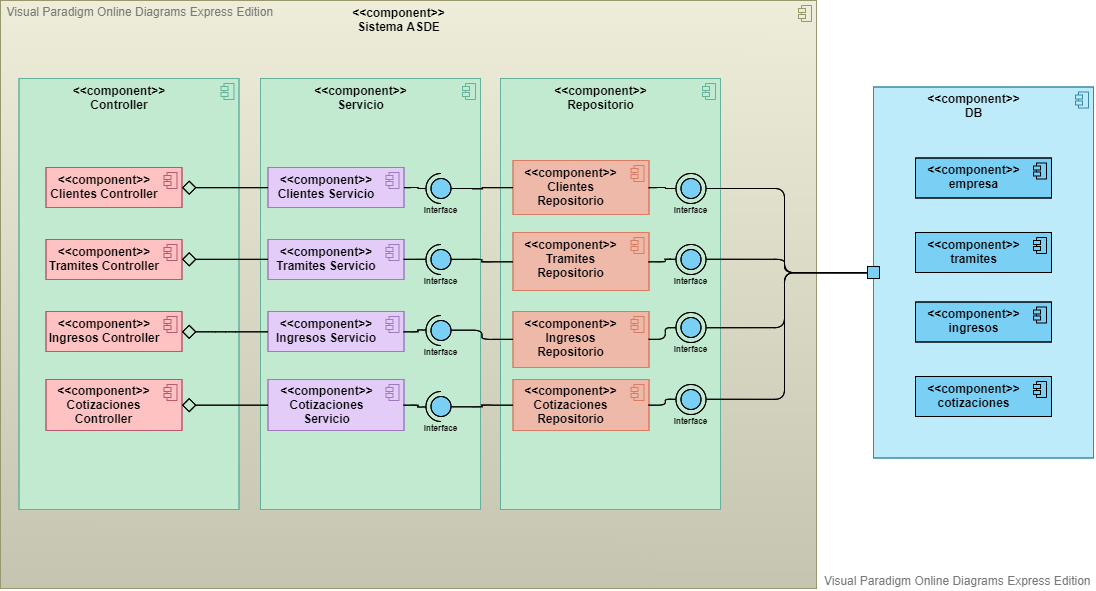 Visual Paradigm Online Diagrams Express Edition
<<component>>
Sistema ASDE
<<component>>
Controller
<<component>>
Clientes Controller
<<component>>
Tramites Controller
<<component>>
Ingresos Controller
<<component>>
Cotizaciones
Controller
<<component>>
Servicio
<<component>>
Clientes Servicio
Interface
<<component>>
Tramites Servicio
Interface
<<component>>
Ingresos Servicio
Interface
<<component>>
Cotizaciones
Servicio
Interface
<<component>>
Repositorio
<<component>>
Clientes
Repositorio
Interface
<<component>>
Tramites
Repositorio
Interface
<<component>>
Ingresos
Repositorio
Interface
<<component>>
Cotizaciones
Repositorio
Interface
<<component>>
DB
<<component>>
empresa
<<component>>
tramites
<<component>>
ingresos
<<component>>
cotizaciones
Visual Paradigm Online Diagrams Express Edition